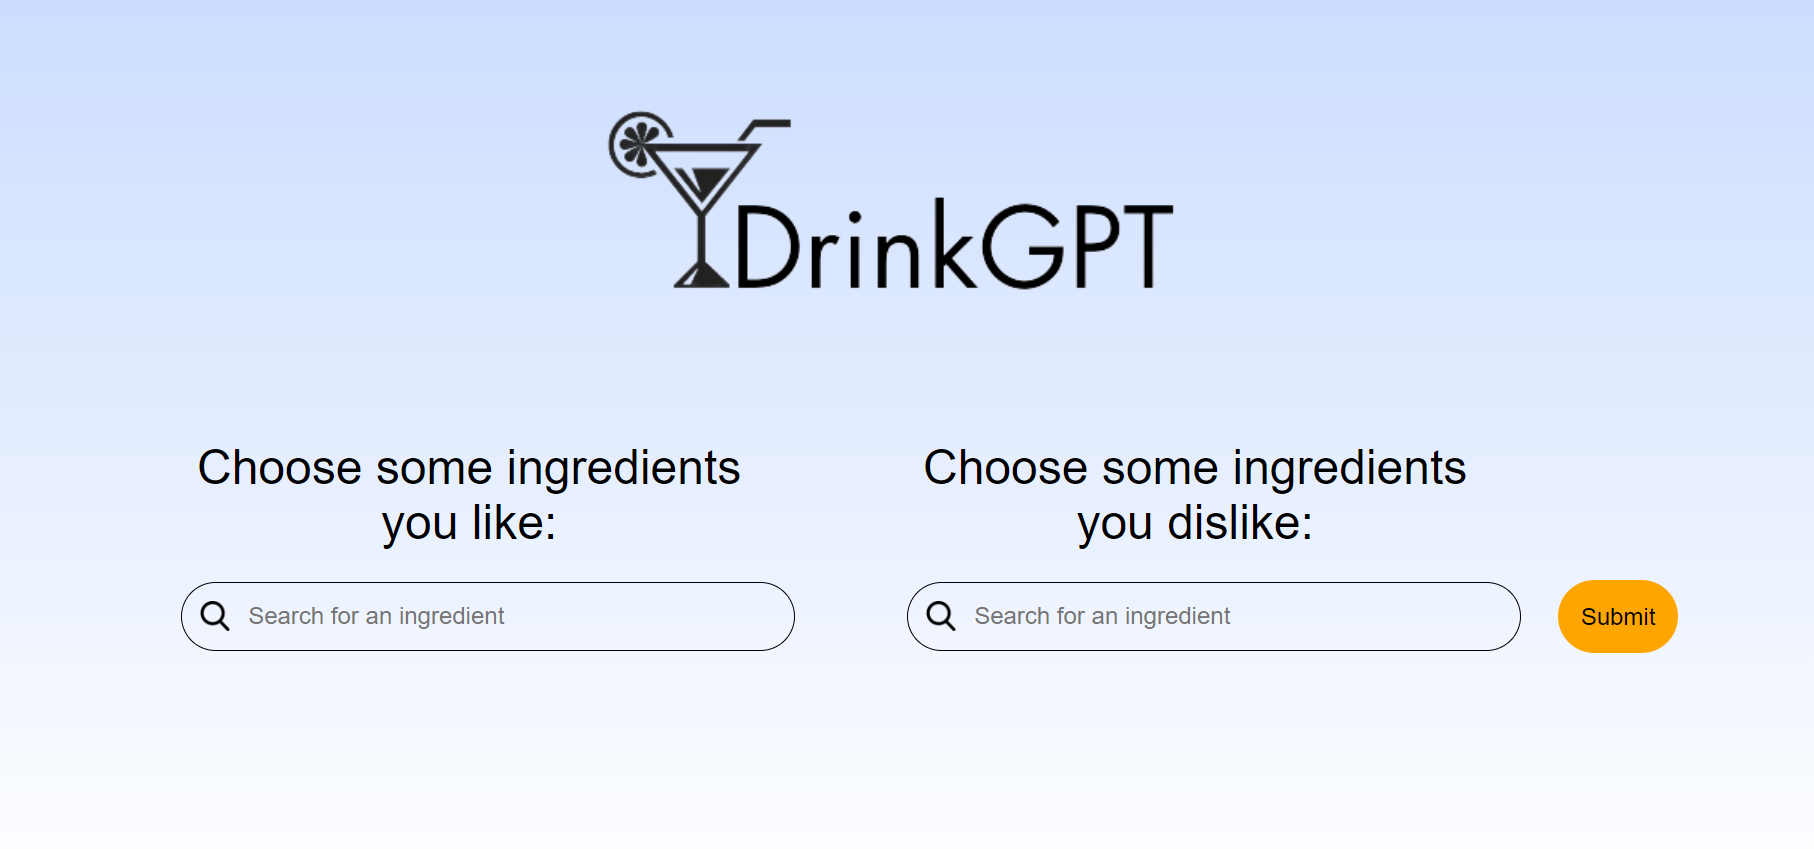 DrinkGPT
Choose some ingredients
you like:
Search for an ingredient
Choose some ingredients
you dislike:
Search for an ingredient
Submit